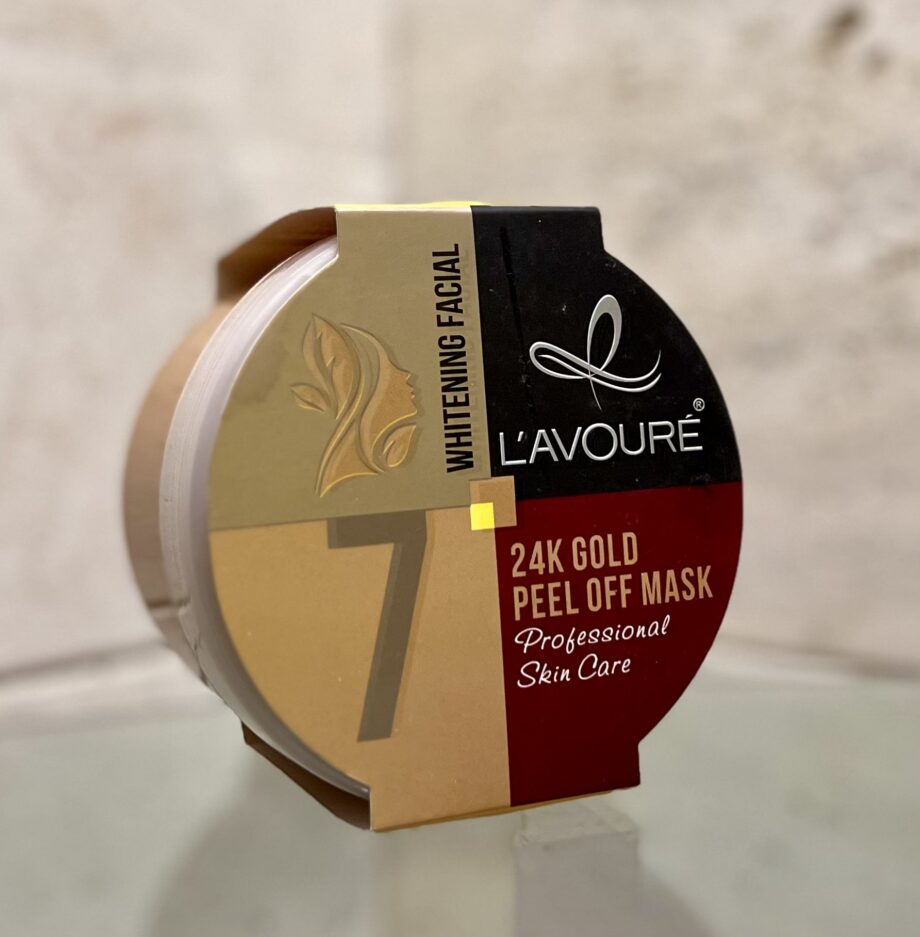 WHITENING FACIAL
L'AVOURÉ®
7
24K GOLD
PEEL OFF MASK
Professional
Skin Care